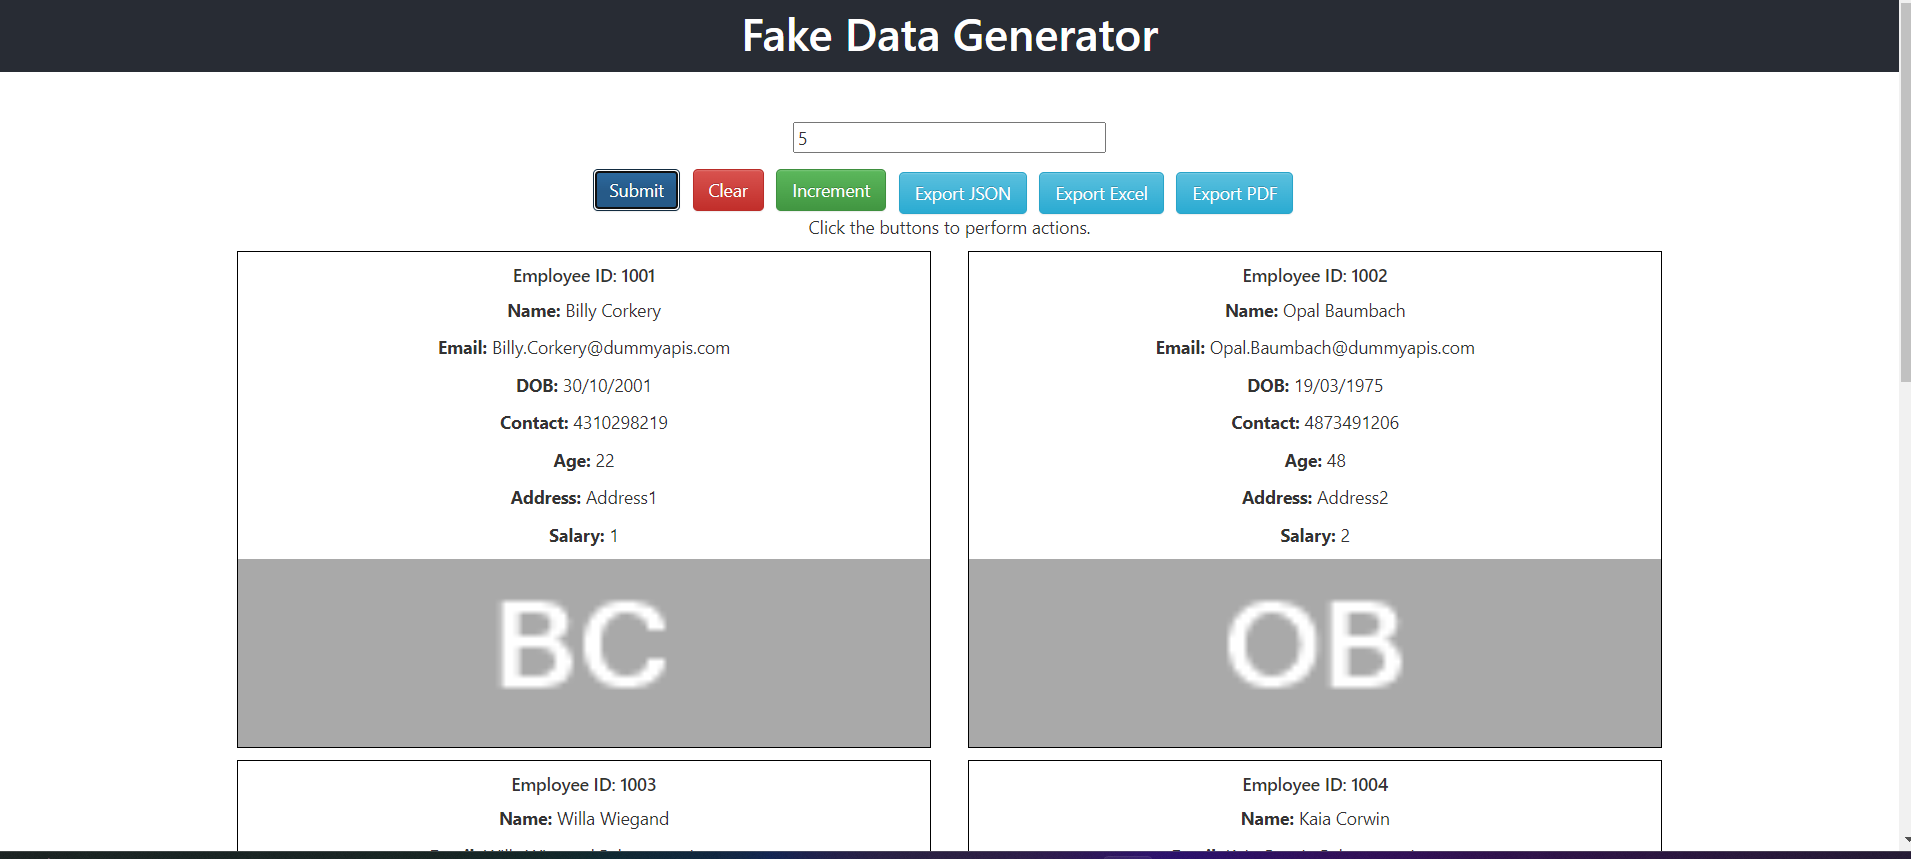 Fake Data Generator
5
Submit Clear Increment Export JSON Export Excel Export PDF
Click the buttons to perform actions.
Employee ID: 1001
Name: Billy Corkery
Email: Billy.Corkery@dummyapis.com
DOB: 30/10/2001
Contact: 4310298219
Age: 22
Address: Address1
Salary: 1
BC
Employee ID: 1002
Name: Opal Baumbach
Email: Opal.Baumbach@dummyapis.com
DOB: 19/03/1975
Contact: 4873491206
Age: 48
Address: Address2
Salary: 2
OB
Employee ID: 1003
Name: Willa Wiegand
Employee ID: 1004
Name: Kaia Corwin